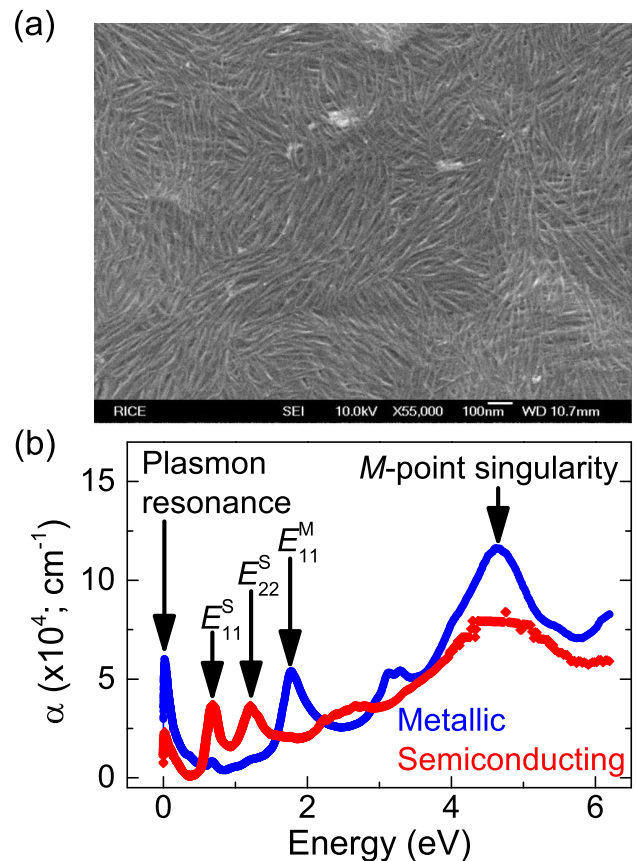 (a)
RICE SEI 10.0kV X55,000 100nm WD 10.7mm
(b)
Plasmon
resonance
M-point singularity
E₁₁ˢ
E₂₂ˢ
E₁₁ᴹ
15
10
5
0
α (x10⁴; cm⁻¹)
Metallic
Semiconducting
0 2 4 6
Energy (eV)